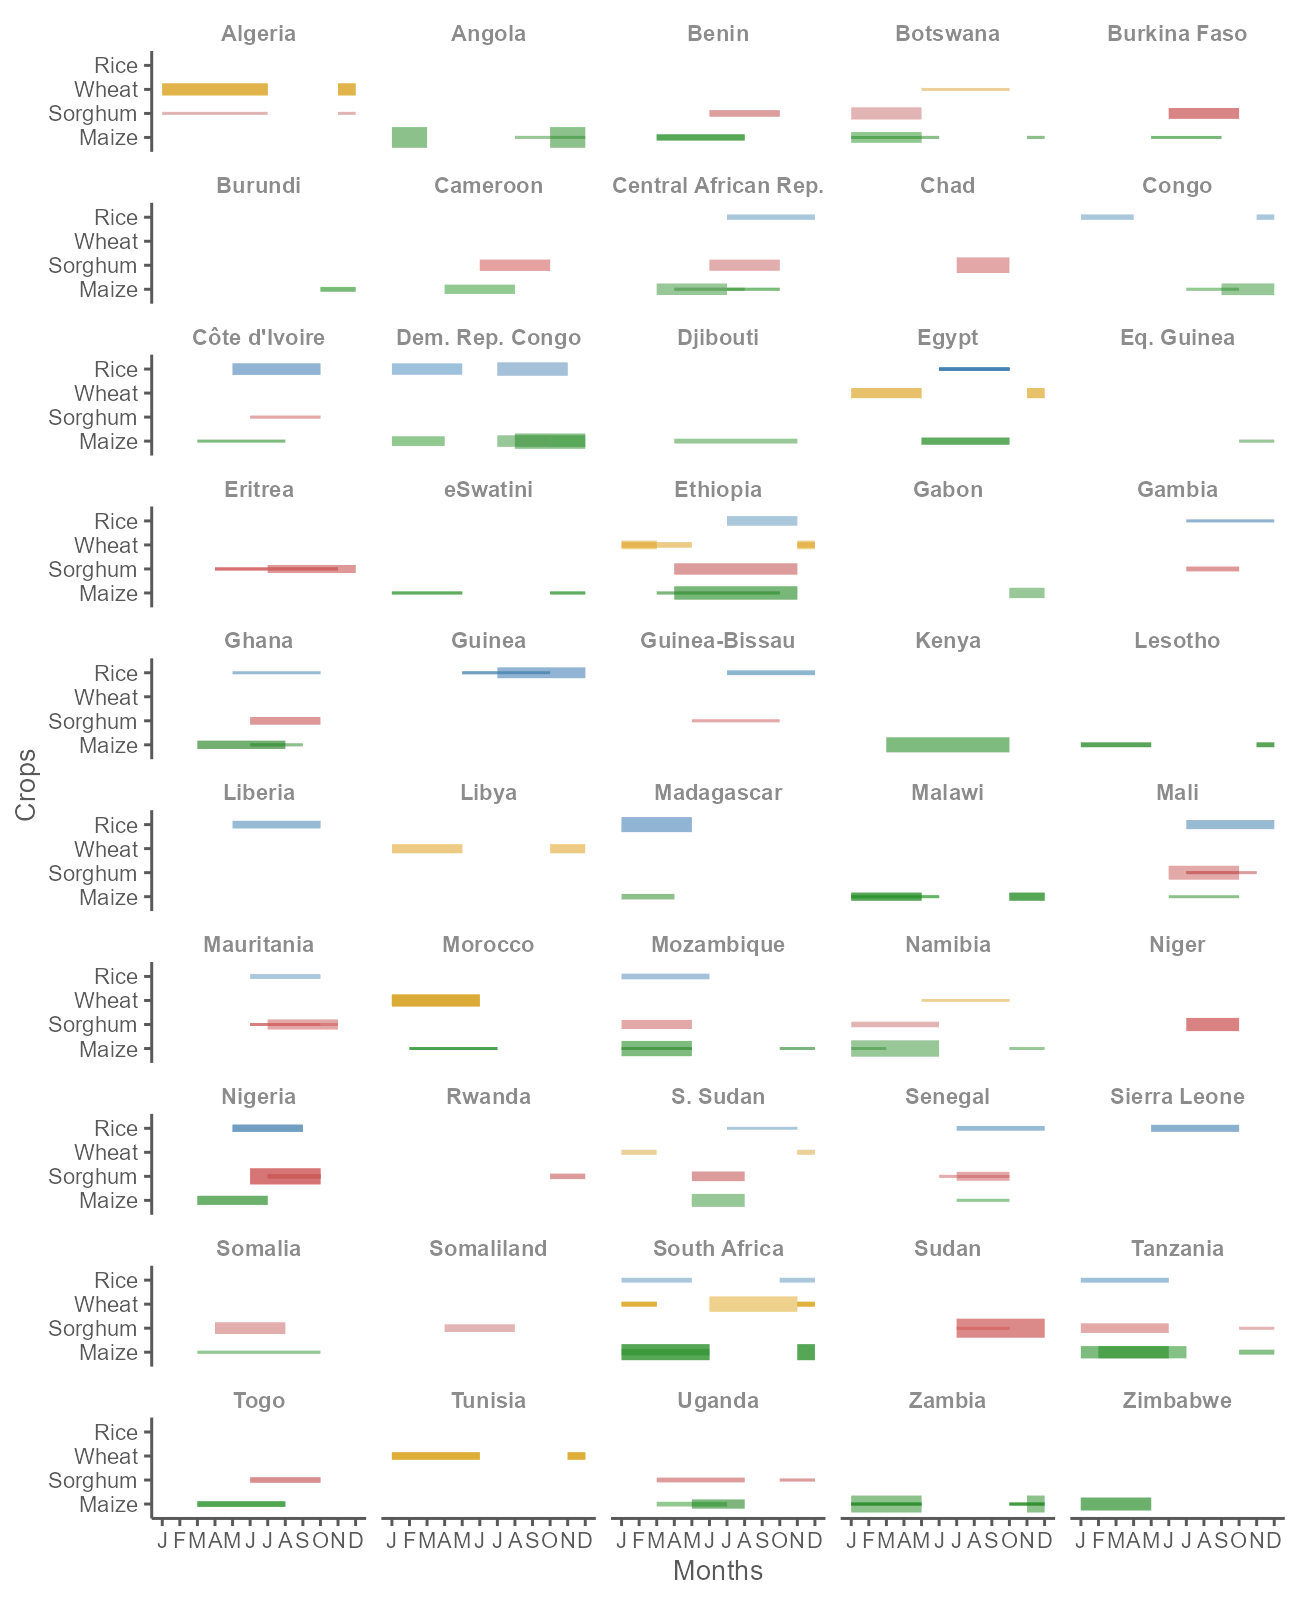 Algeria Angola Benin Botswana Burkina Faso
Rice
Wheat
Sorghum
Maize
Burundi Cameroon Central African Rep. Chad Congo
Rice
Wheat
Sorghum
Maize
Côte d'Ivoire Dem. Rep. Congo Djibouti Egypt Eq. Guinea
Rice
Wheat
Sorghum
Maize
Eritrea eSwatini Ethiopia Gabon Gambia
Rice
Wheat
Sorghum
Maize
Ghana Guinea Guinea-Bissau Kenya Lesotho
Rice
Wheat
Sorghum
Maize
Crops
Liberia Libya Madagascar Malawi Mali
Rice
Wheat
Sorghum
Maize
Mauritania Morocco Mozambique Namibia Niger
Rice
Wheat
Sorghum
Maize
Nigeria Rwanda S. Sudan Senegal Sierra Leone
Rice
Wheat
Sorghum
Maize
Somalia Somaliland South Africa Sudan Tanzania
Rice
Wheat
Sorghum
Maize
Togo Tunisia Uganda Zambia Zimbabwe
Rice
Wheat
Sorghum
Maize
J F M A M J J A S O N D J F M A M J J A S O N D J F M A M J J A S O N D J F M A M J J A S O N D J F M A M J J A S O N D
Months